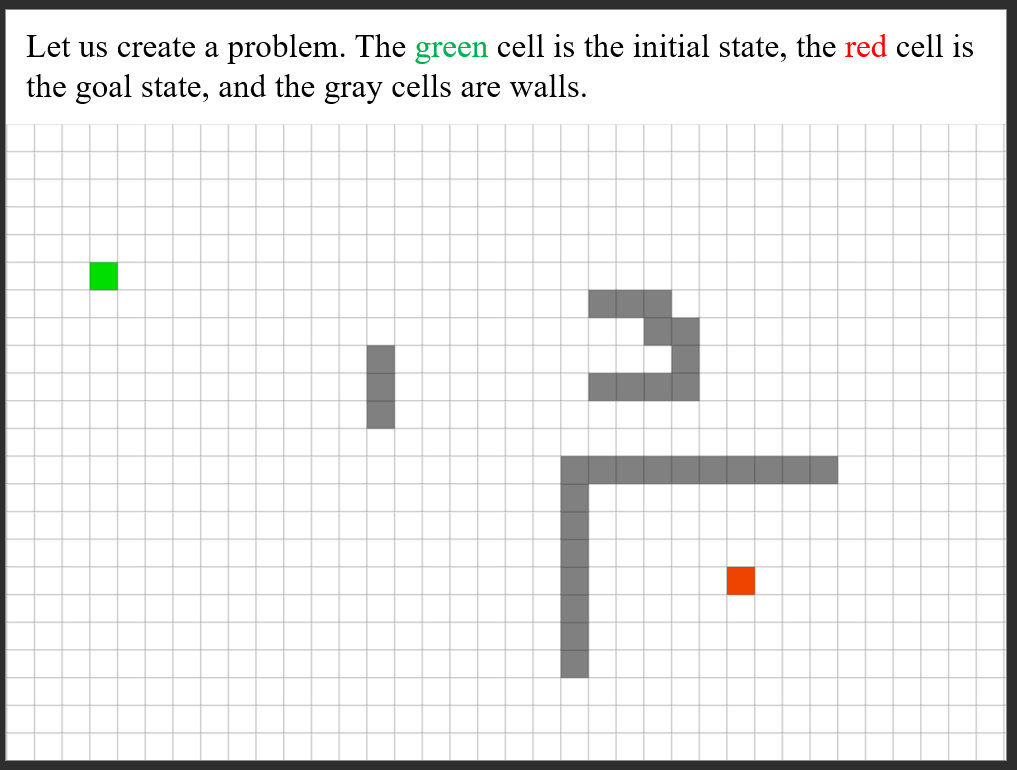 Let us create a problem. The green cell is the initial state, the red cell is
the goal state, and the gray cells are walls.